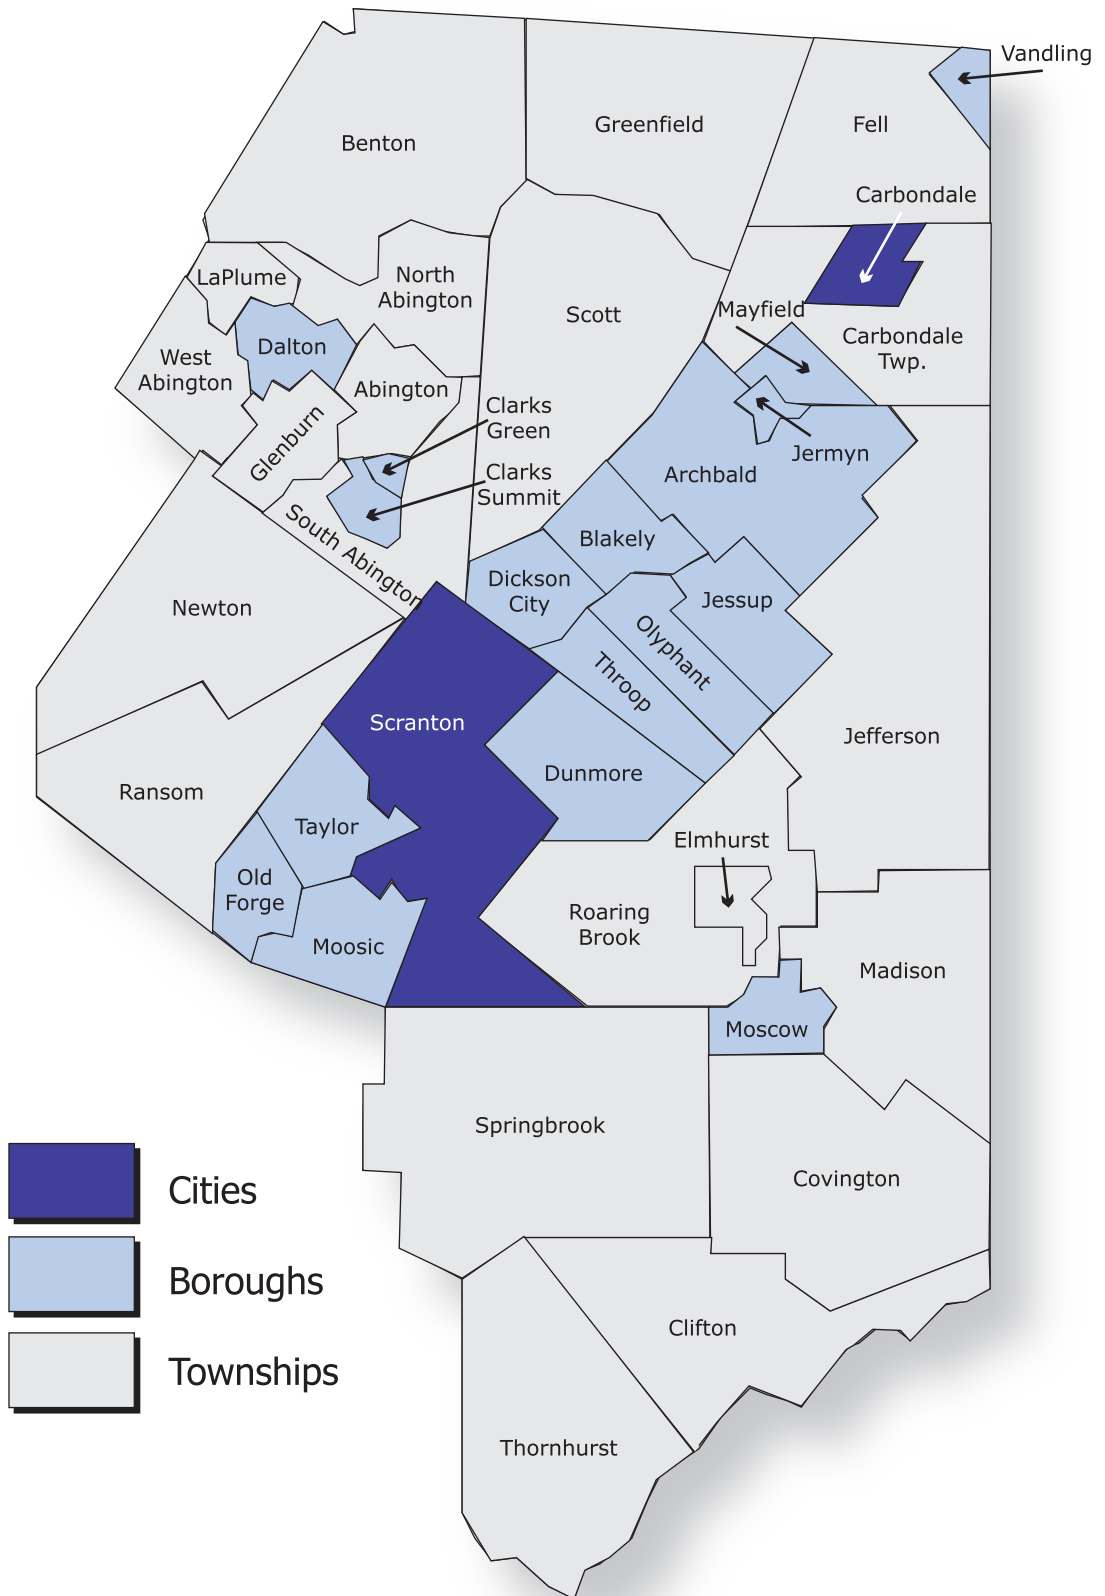 Vandling
Greenfield
Fell
Benton
Carbondale
LaPlume
North
Abington
Mayfield
Scott
Carbondale
Twp.
Dalton
West
Abington
Abington
Clarks
Green
Glenburn
Jermyn
Archbald
Clarks
Summit
South Abington
Blakely
Dickson
City
Jessup
Newton
Olyphant
Throop
Scranton
Jefferson
Dunmore
Ransom
Taylor
Elmhurst
Old
Forge
Roaring
Brook
Moosic
Madison
Moscow
Springbrook
Covington
Cities
Boroughs
Clifton
Townships
Thornhurst